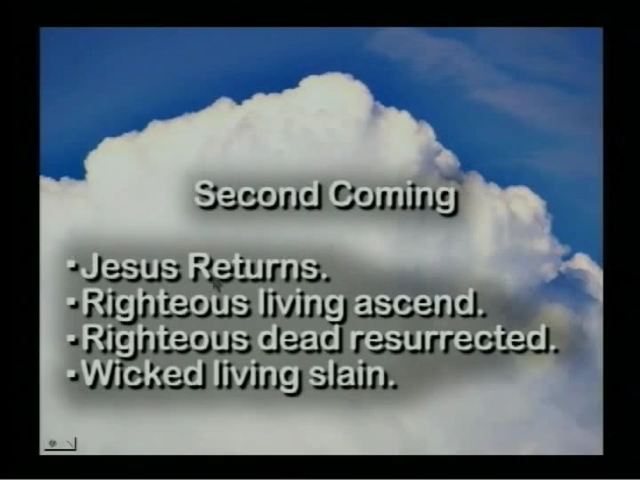 Second Coming
▪Jesus Returns.
▪Righteous living ascend.
▪Righteous dead resurrected.
▪Wicked living slain.